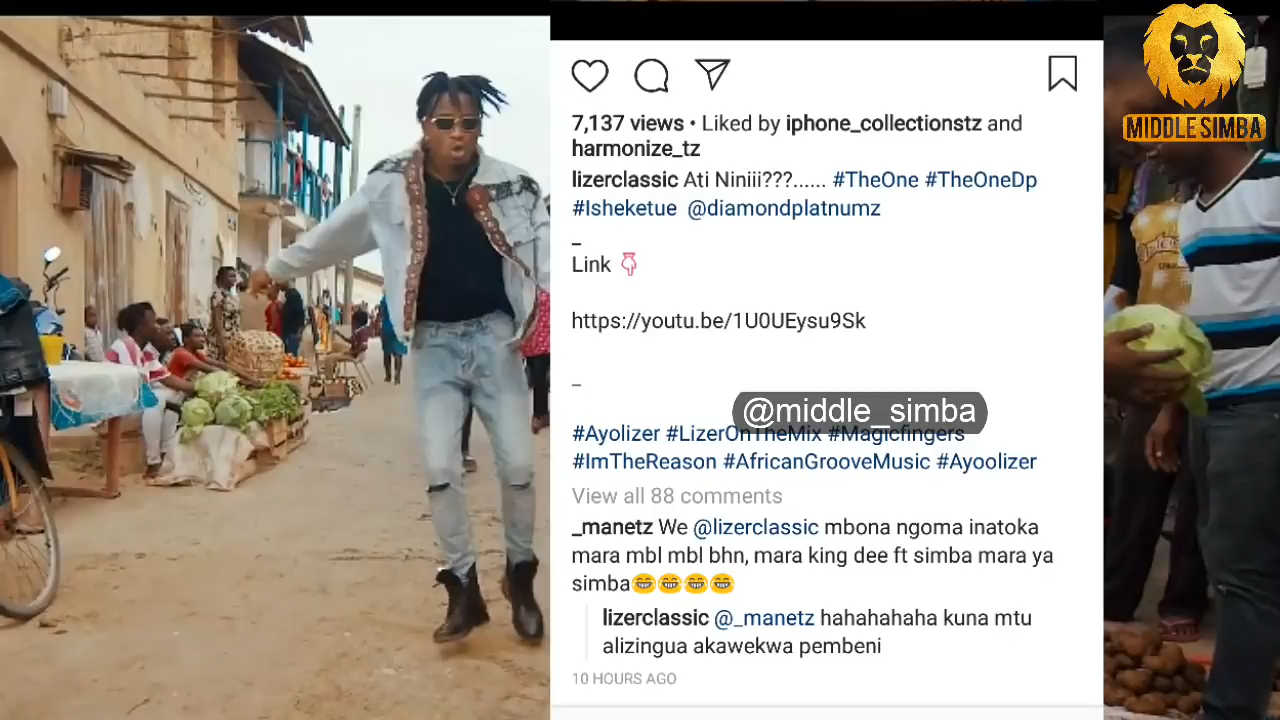 MIDDLE SIMBA
7,137 views • Liked by iphone_collectionstz and
harmonize_tz
lizerclassic Ati Niniii???...... #TheOne #TheOneDp
#Isheketue @diamondplatnumz
_
Link 👇
https://youtu.be/1U0UEysu9Sk
_
@middle_simba
#Ayolizer #LizerOnTheMix #Magicfingers
#ImTheReason #AfricanGrooveMusic #Ayoolizer
View all 88 comments
_manetz We @lizerclassic mbona ngoma inatoka
mara mbl mbl bhn, mara king dee ft simba mara ya
simba😂😂😂😂
lizerclassic @_manetz hahahahaha kuna mtu
alizingua akawekwa pembeni
10 HOURS AGO